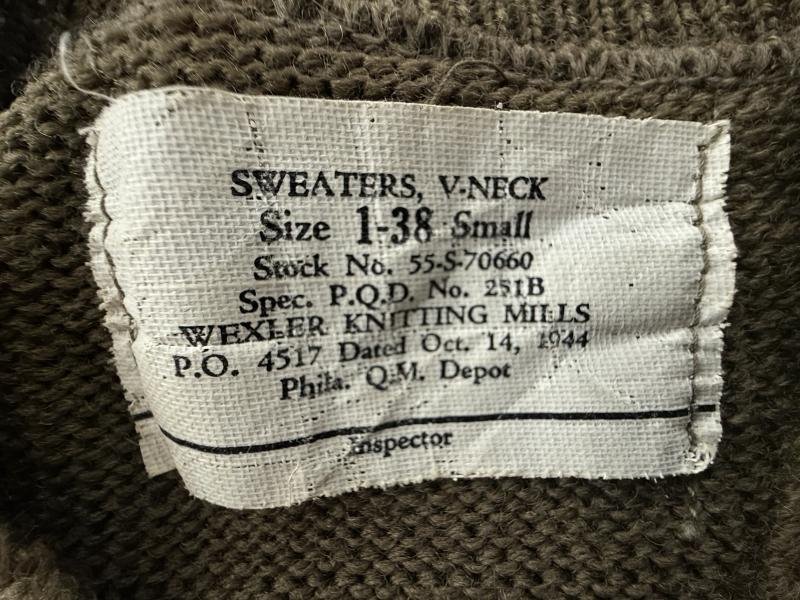 SWEATERS, V-NECK
Size 1-38 Small
Stock No. 55-S-70660
Spec. P.Q.D. No. 251B
WEXLER KNITTING MILLS
P.O. 4517 Dated Oct. 14, 1944
Phila. Q.M. Depot
Inspector